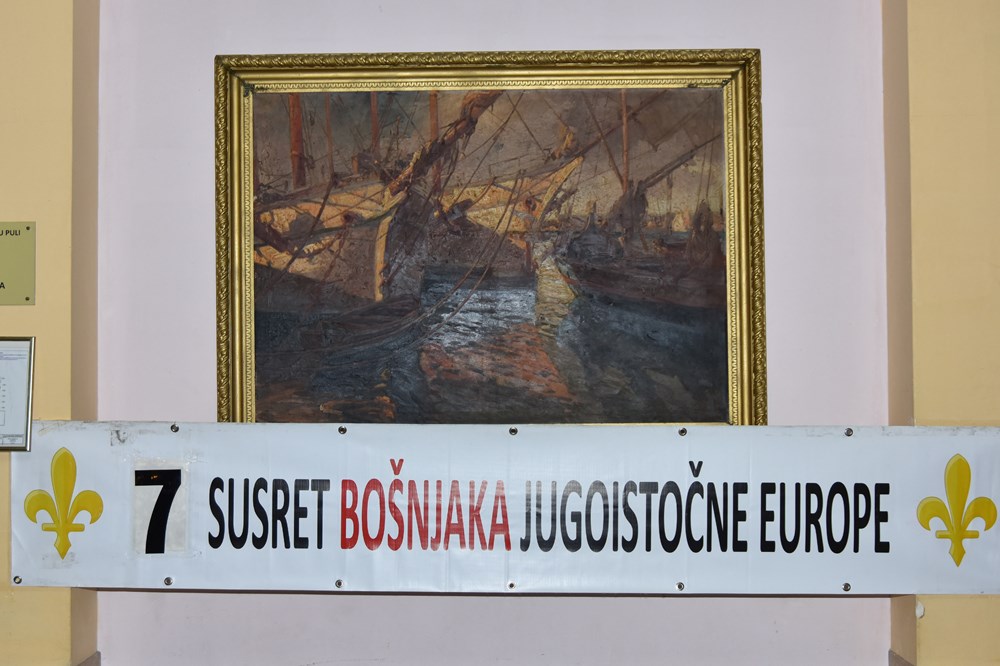 U PULI
A
7 SUSRET BOŠNJAKA JUGOISTOČNE EUROPE